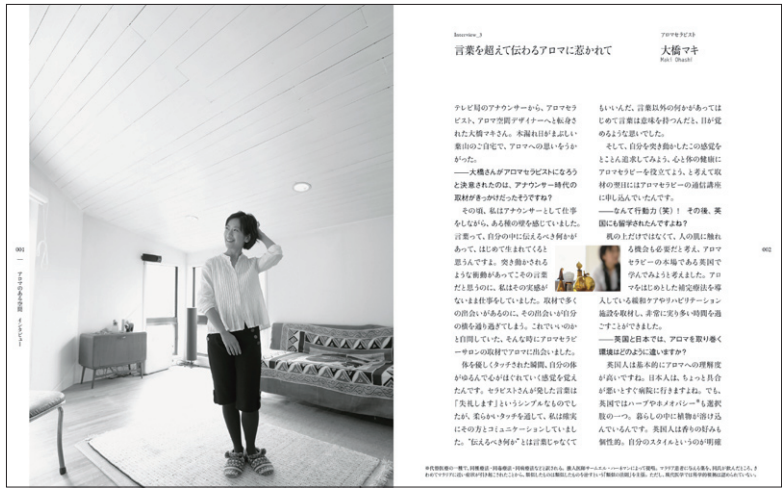 Interview_3
言葉を超えて伝わるアロマに惹かれて
アロマセラピスト
大橋マキ
Maki Ohashi
テレビ局のアナウンサーから、アロマセラ
ピスト、アロマ空間デザイナーへと転身さ
れた大橋マキさん。木漏れ日がまぶしい
葉山のご自宅で、アロマへの思いをうか
がった。
——大橋さんがアロマセラピストになろう
と決意されたのは、アナウンサー時代の
取材がきっかけだったそうですね?
その頃、私はアナウンサーとして仕事
をしながら、ある種の壁を感じていました。
言葉って、自分の中に伝えるべき何かが
あって、はじめて生まれてくると
思うんですよ。突き動かされる
ような衝動があってこその言葉
だと思うのに、私はその実感が
ないまま仕事をしていました。取材で多く
の出会いがあるのに、その出会いが自分
の横を通り過ぎてしまう。これでいいのか
と自問していた、そんな時にアロマセラピ
ーサロンの取材でアロマに出会いました。
体を優しくタッチされた瞬間、自分の体
がゆるんで心がほぐれていく感覚を覚え
たんです。セラピストさんが発した言葉は
「失礼します」というシンプルなものでし
たが、柔らかいタッチを通して、私は確実
にその方とコミュニケーションしていまし
た。“伝えるべき何か”とは言葉じゃなくて
もいいんだ、言葉以外の何かがあっては
じめて言葉は意味を持つんだと、目が覚
めるような思いでした。
そして、自分を突き動かしたこの感覚を
とことん追求してみよう、心と体の健康に
アロマセラピーを役立てよう、と考えて取
材の翌日にはアロマセラピーの通信講座
に申し込んでいたんです。
——なんて行動力(笑)! その後、英
国にも留学されたんですよね?
机の上だけではなくて、人の肌に触れ
る機会も必要だと考え、アロマ
セラピーの本場である英国で
学んでみようと考えました。アロ
マをはじめとした補完療法を導
入している緩和ケアやリハビリテーション
施設を取材し、非常に実り多い時間を過
ごすことができました。
——英国と日本では、アロマを取り巻く
環境はどのように違いますか?
英国人は基本的にアロマへの理解度
が高いですね。日本人は、ちょっと具合
が悪いとすぐ病院に行きますよね。でも、
英国ではハーブやホメオパシー*も選択
肢の一つ。暮らしの中に植物が溶け込
んでいるんです。英国人は香りの好みも
個性的。自分のスタイルというのが明確
アロマのある空間 インタビュー